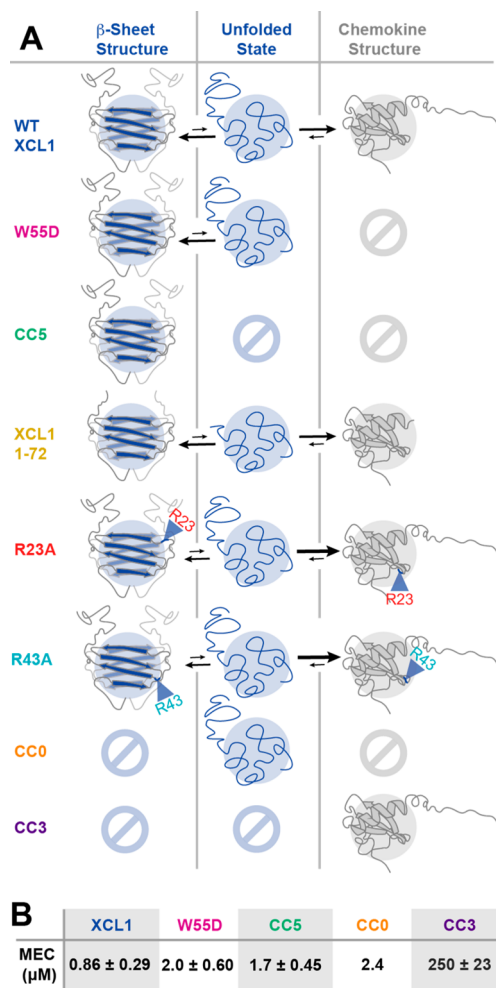 A
β-Sheet Structure
Unfolded State
Chemokine Structure
WT
XCL1
W55D
CC5
XCL1
1-72
R23A
R23
R23
R43A
R43
R43
CC0
CC3
B
XCL1 W55D CC5 CC0 CC3
MEC (μM) 0.86 ± 0.29 2.0 ± 0.60 1.7 ± 0.45 2.4 250 ± 23